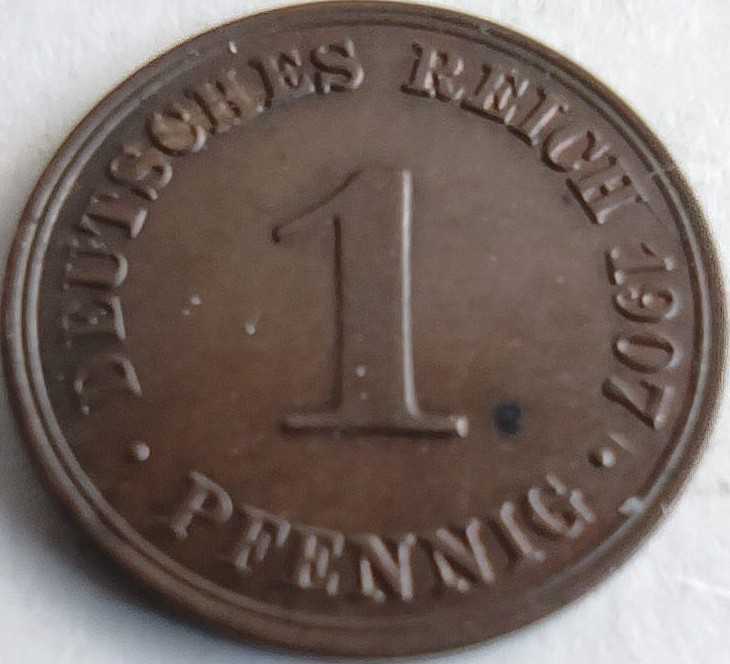 DEUTSCHES REICH 1907
1
· PFENNIG ·